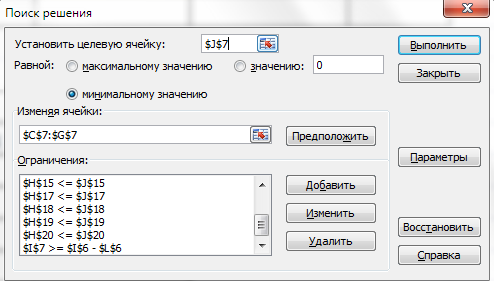 Поиск решения
Установить целевую ячейку: $J$7 Выполнить
Равной: максимальному значению значению: 0 Закрыть
минимальному значению
Изменяя ячейки:
$C$7:$G$7 Предположить
Ограничения: Параметры
$H$15 <= $J$15 Добавить
$H$17 <= $J$17
$H$18 <= $J$18 Изменить
$H$19 <= $J$19 Восстановить
$H$20 <= $J$20 Удалить
$I$7 >= $I$6 - $L$6 Справка